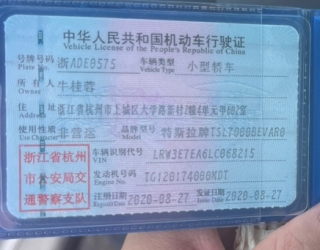 中华人民共和国机动车行驶证
Vehicle License of the People's Republic of China
号牌号码 浙ADE0575 车辆类型 小型轿车
Plate No. Vehicle Type
所有人 牛桂蓉
Owner
住址 浙江省杭州市上城区大学路新村2幢4单元甲602室
Address
使用性质 非营运 品牌型号 特斯拉牌TSL7000BEVAR0
Use Character Model
浙江省杭州
市公安局交
通警察支队
车辆识别代号 LRW3E7EA6LC068215
VIN
发动机号码 TG120174000KDT
Engine No.
注册日期 2020-08-27 发证日期 2020-08-27
Register Date Issue Date